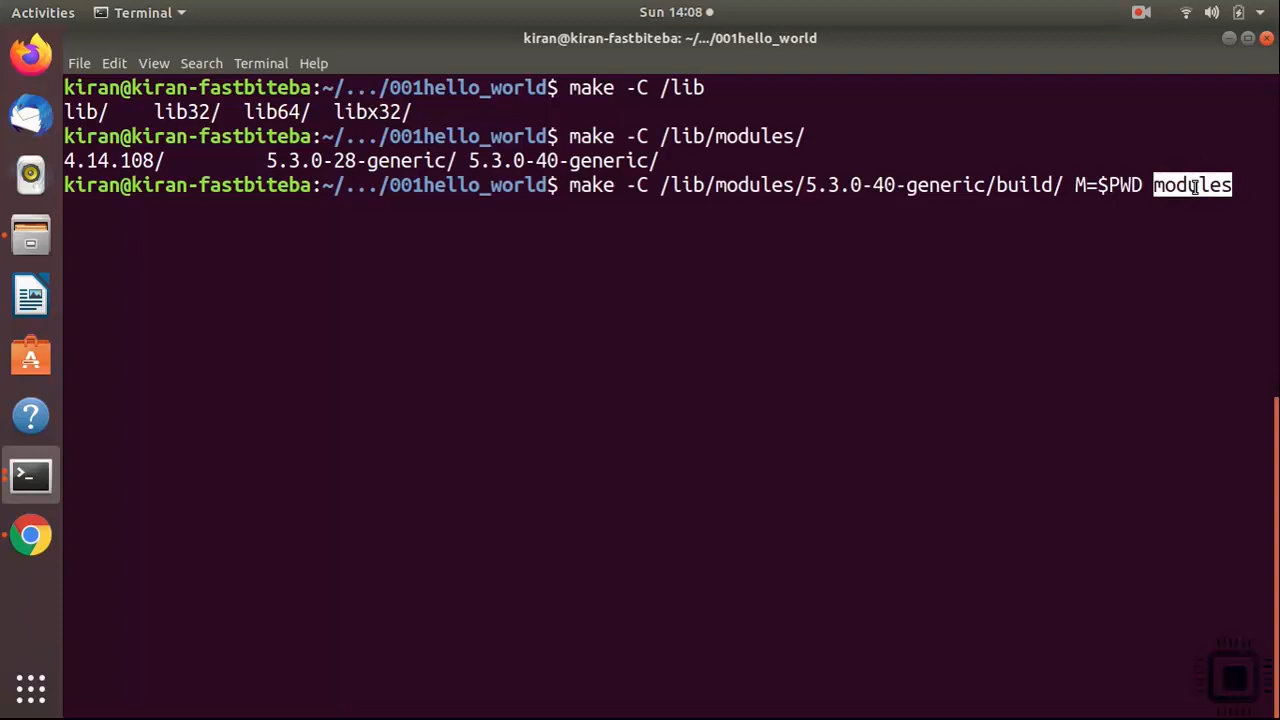 Activities Terminal Sun 14:08
kiran@kiran-fastbiteba: ~/.../001hello_world
File Edit View Search Terminal Help
kiran@kiran-fastbiteba:~/.../001hello_world$ make -C /lib
lib/ lib32/ lib64/ libx32/
kiran@kiran-fastbiteba:~/.../001hello_world$ make -C /lib/modules/
4.14.108/ 5.3.0-28-generic/ 5.3.0-40-generic/
kiran@kiran-fastbiteba:~/.../001hello_world$ make -C /lib/modules/5.3.0-40-generic/build/ M=$PWD modules